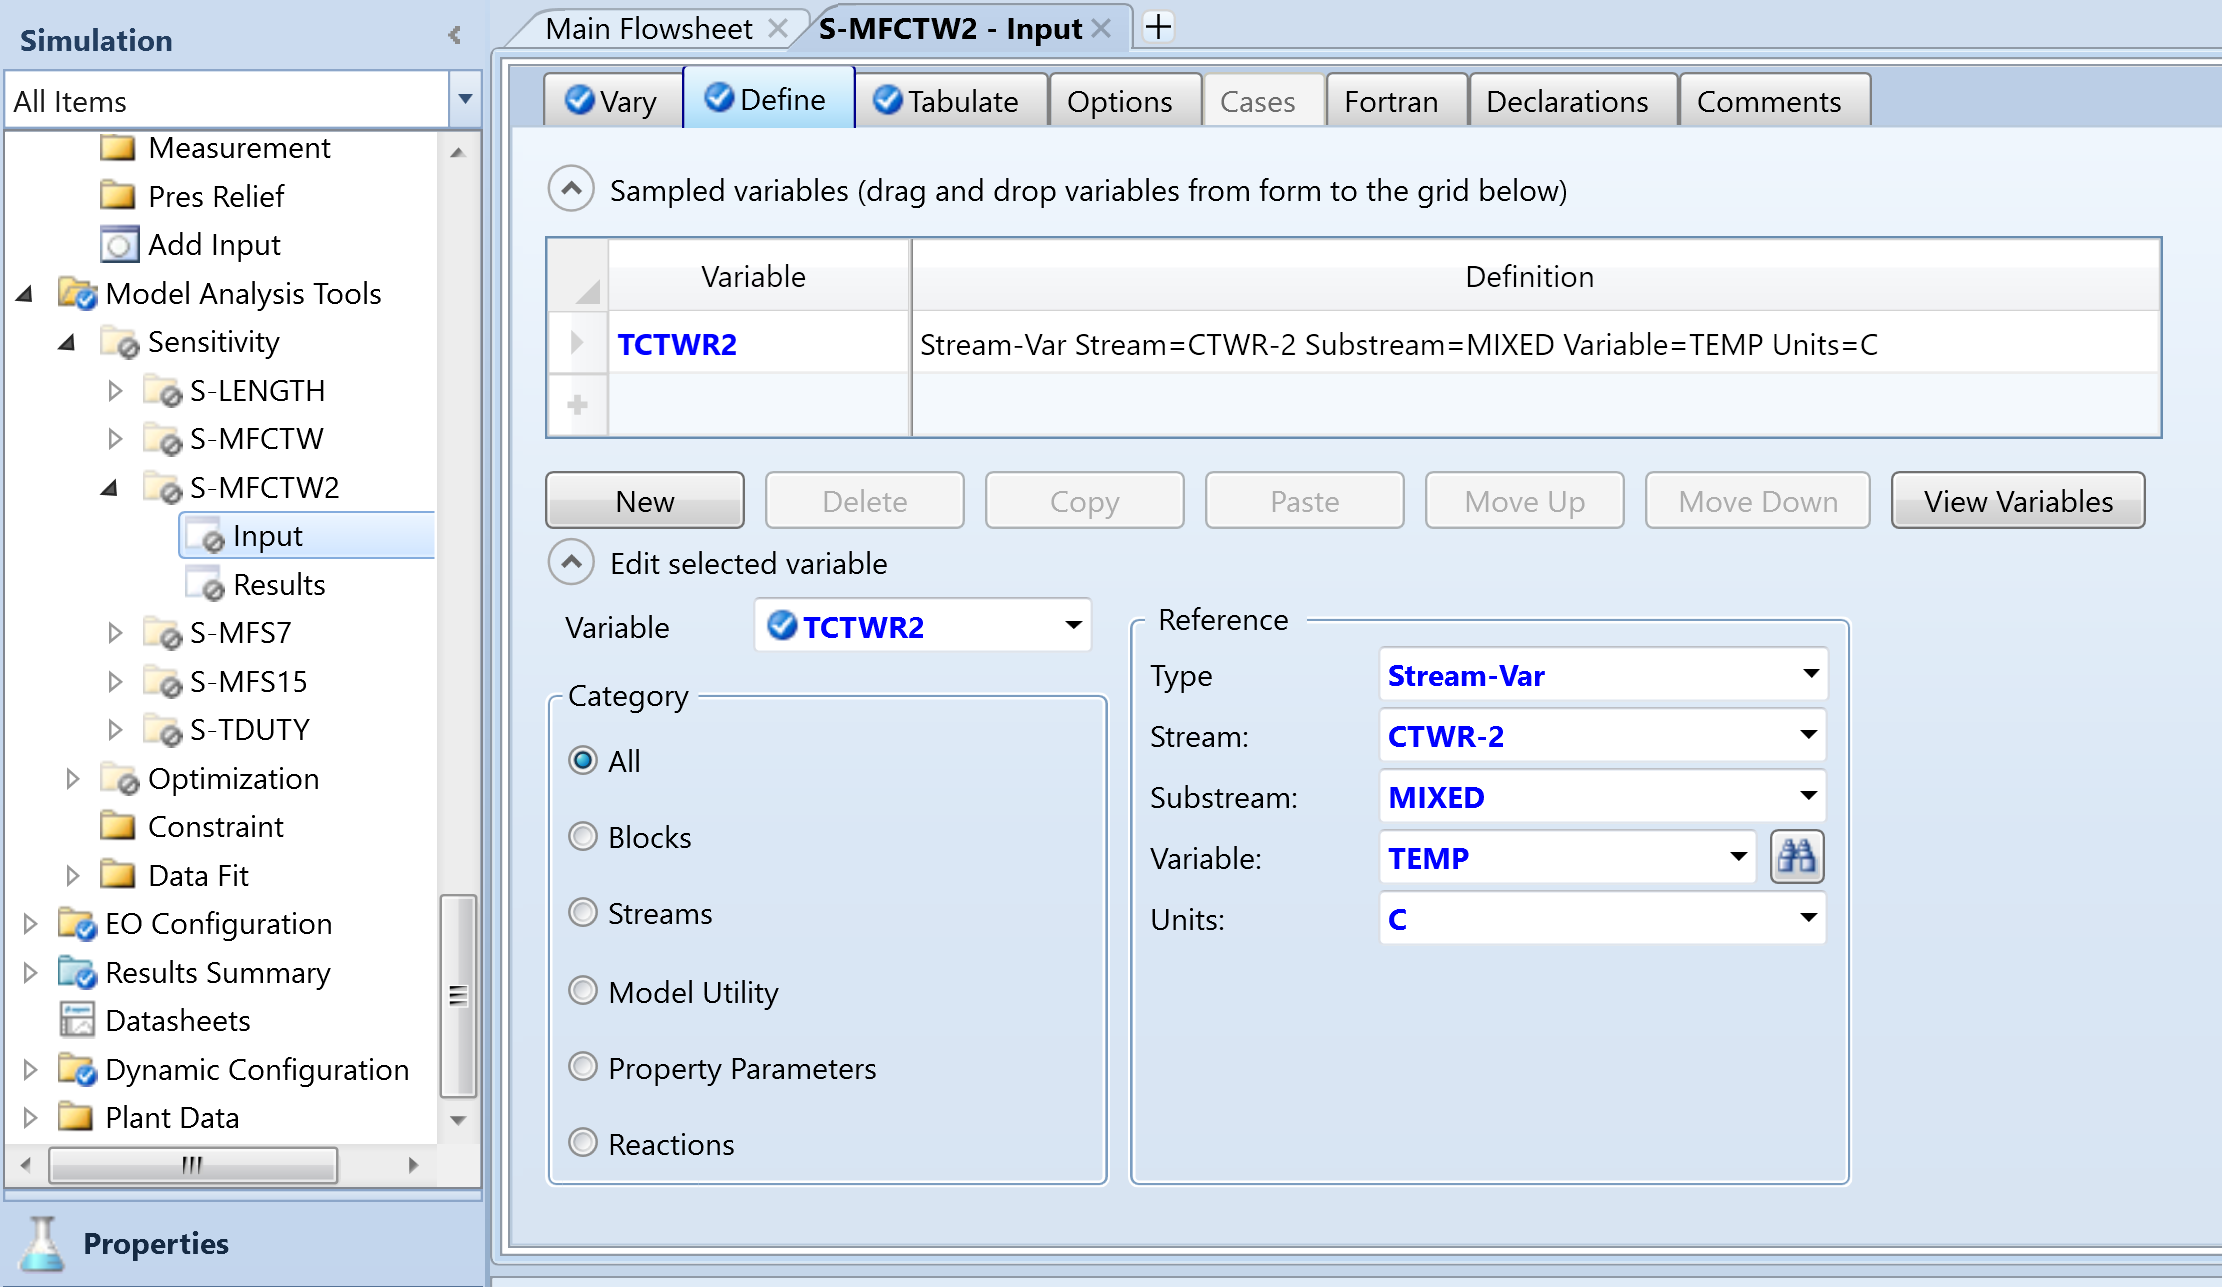 Simulation
All Items
Measurement
Pres Relief
Add Input
Model Analysis Tools
Sensitivity
S-LENGTH
S-MFCTW
S-MFCTW2
Input
Results
S-MFS7
S-MFS15
S-TDUTY
Optimization
Constraint
Data Fit
EO Configuration
Results Summary
Datasheets
Dynamic Configuration
Plant Data
Properties
Main Flowsheet S-MFCTW2 - Input
Vary Define Tabulate Options Cases Fortran Declarations Comments
Sampled variables (drag and drop variables from form to the grid below)
Variable Definition
TCTWR2 Stream-Var Stream=CTWR-2 Substream=MIXED Variable=TEMP Units=C
New Delete Copy Paste Move Up Move Down View Variables
Edit selected variable
Variable TCTWR2
Category
All
Blocks
Streams
Model Utility
Property Parameters
Reactions
Reference
Type Stream-Var
Stream: CTWR-2
Substream: MIXED
Variable: TEMP
Units: C